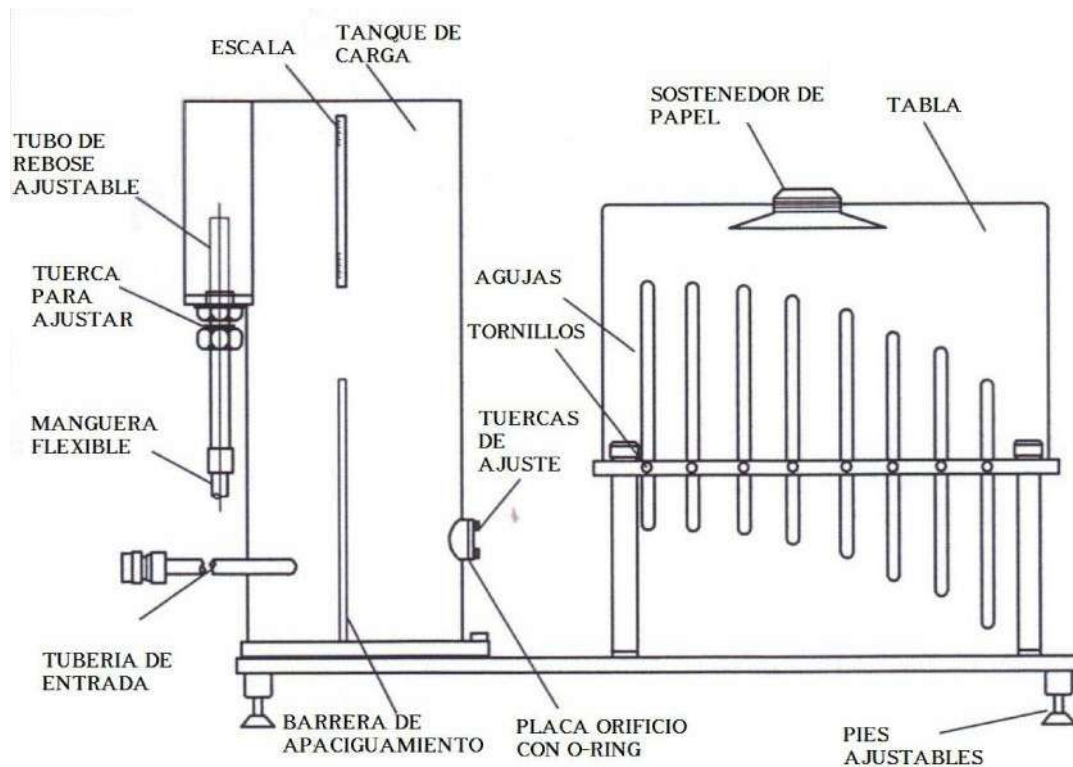 ESCALA
TANQUE DE
CARGA
SOSTENEDOR DE
PAPEL
TABLA
TUBO DE
REBOSE
AJUSTABLE
TUERCA
PARA
AJUSTAR
AGUJAS
TORNILLOS
MANGUERA
FLEXIBLE
TUERCAS
DE
AJUSTE
TUBERIA DE
ENTRADA
BARRERA DE
APACIGUAMIENTO
PLACA ORIFICIO
CON O-RING
PIES
AJUSTABLES